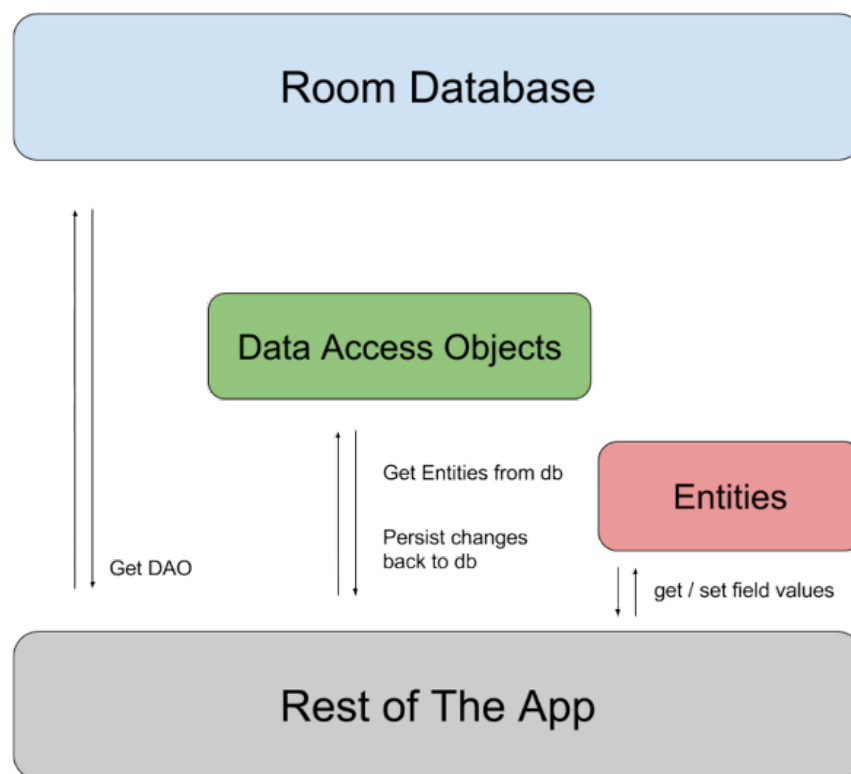 Room Database
Data Access Objects
Get Entities from db
Entities
Persist changes
back to db
Get DAO
get / set field values
Rest of The App